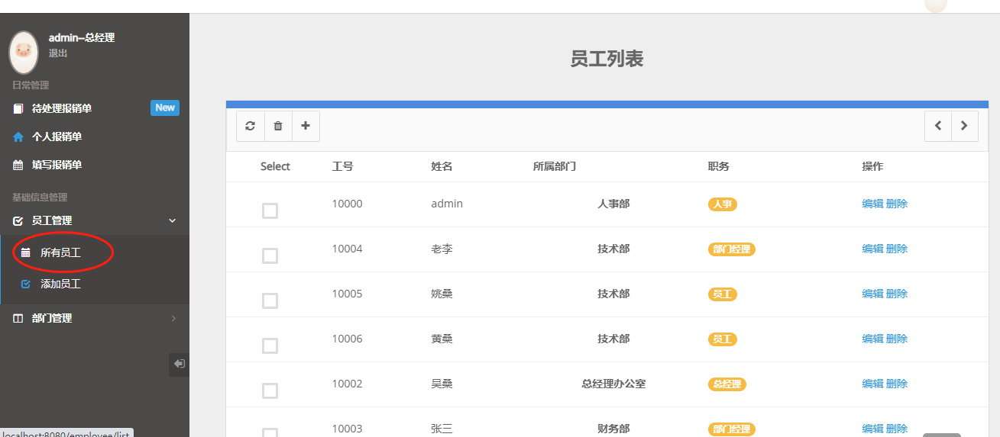 admin--总经理
退出
日常管理
待处理报销单 New
个人报销单
填写报销单
基础信息管理
员工管理
所有员工
添加员工
部门管理
员工列表
Select 工号 姓名 所属部门 职务 操作
10000 admin 人事部 人事 编辑 删除
10004 老李 技术部 部门经理 编辑 删除
10005 姚桑 技术部 员工 编辑 删除
10006 黄桑 技术部 员工 编辑 删除
10002 吴桑 总经理办公室 总经理 编辑 删除
10003 张三 财务部 部门经理 编辑 删除
localhost:8080/employee/list